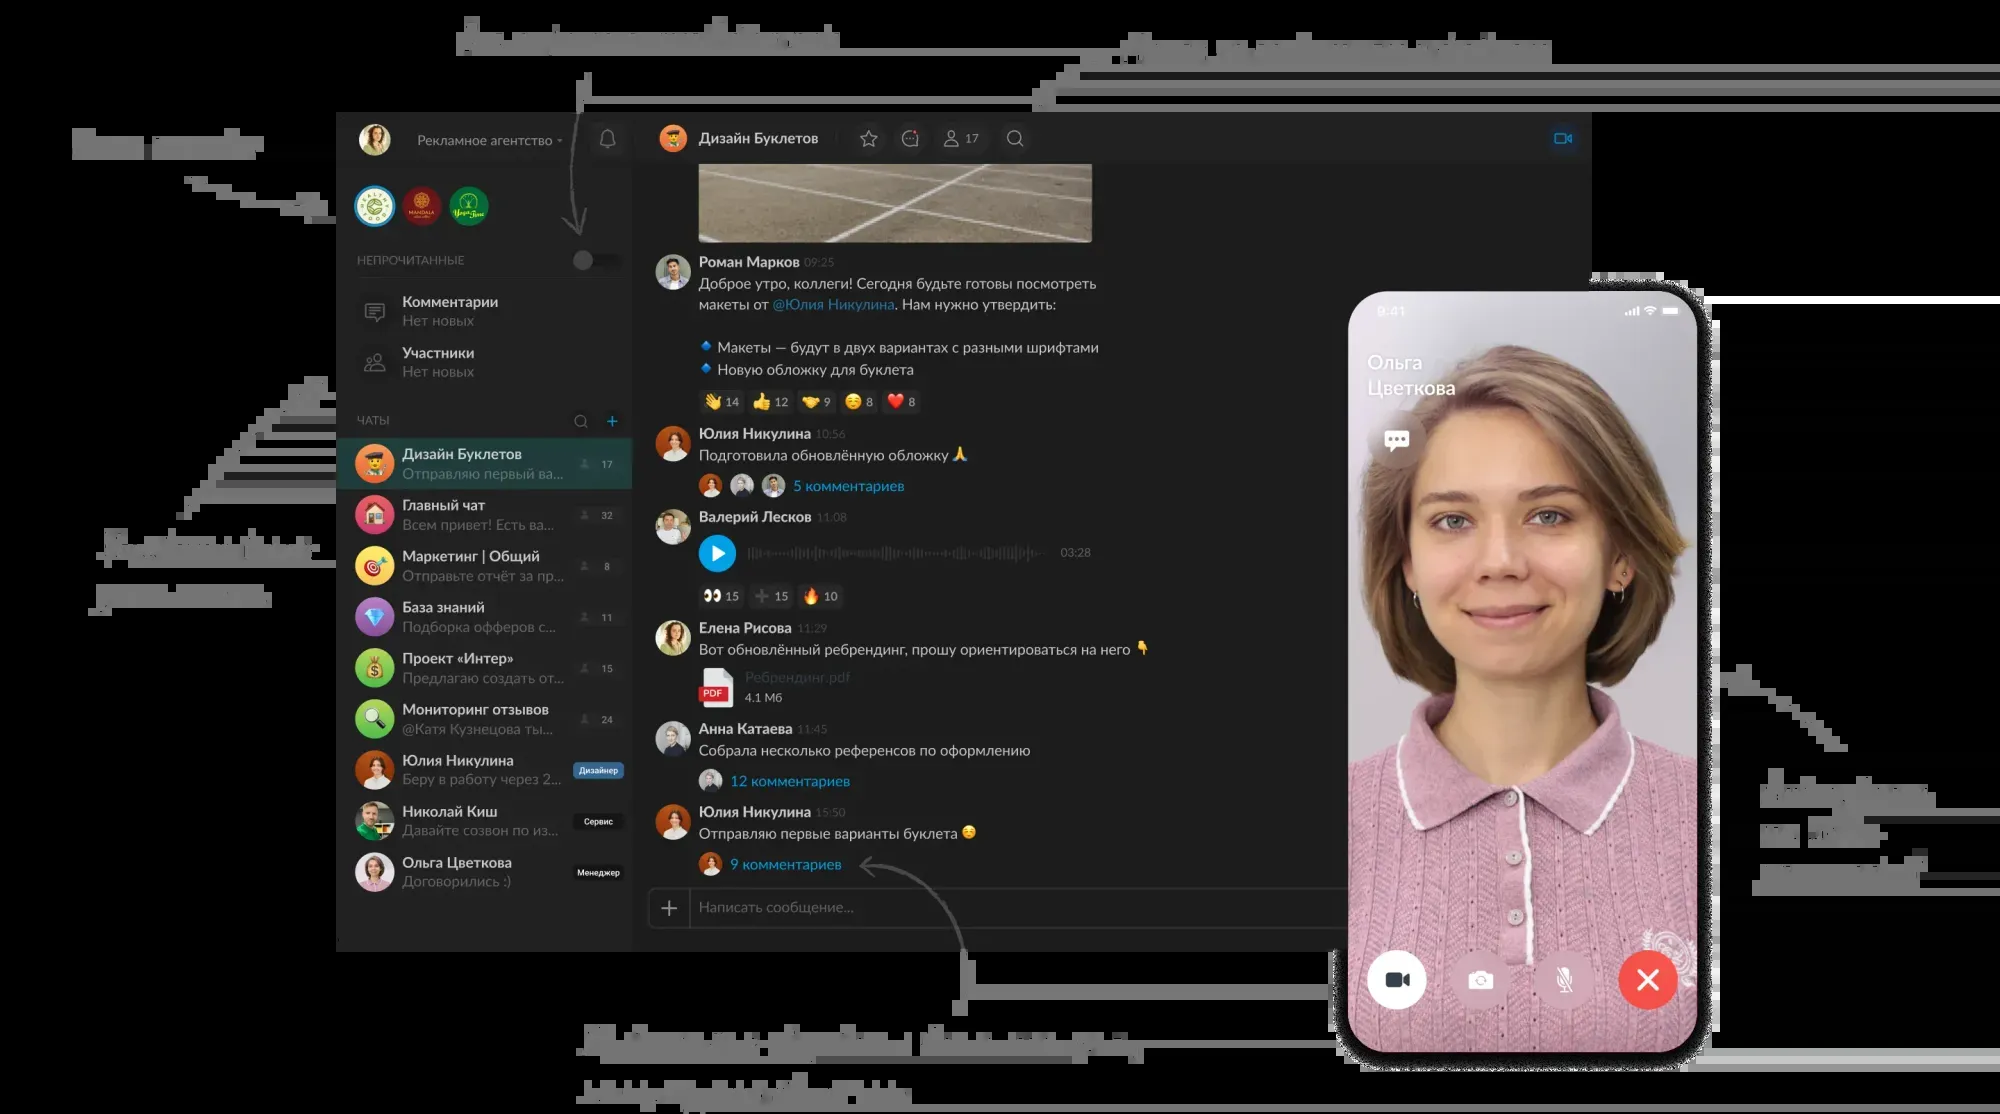 Рекламное агентство
НЕПРОЧИТАННЫЕ
Комментарии
Нет новых
Участники
Нет новых
ЧАТЫ
Дизайн Буклетов
Отправляю первый ва...
17
Главный чат
Всем привет! Есть ва...
32
Маркетинг | Общий
Отправьте отчёт за пр...
8
База знаний
Подборка офферов с...
11
Проект «Интер»
Предлагаю создать от...
15
Мониторинг отзывов
@Катя Кузнецова ты...
24
Юлия Никулина
Беру в работу через 2...
Дизайнер
Николай Киш
Давайте созвон по из...
Сервис
Ольга Цветкова
Договорились :)
Менеджер
Дизайн Буклетов
17
Роман Марков 09:25
Доброе утро, коллеги! Сегодня будьте готовы посмотреть
макеты от @Юлия Никулина. Нам нужно утвердить:
🔹 Макеты — будут в двух вариантах с разными шрифтами
🔹 Новую обложку для буклета
👋 14 👍 12 🤝 9 ☺️ 8 ❤️ 8
Юлия Никулина 10:56
Подготовила обновлённую обложку 🙏
5 комментариев
Валерий Лесков 11:08
03:28
👀 15 ➕ 15 🔥 10
Елена Рисова 11:29
Вот обновлённый ребрендинг, прошу ориентироваться на него 👇
PDF
Ребрендинг.pdf
4.1 Мб
Анна Катаева 11:45
Собрала несколько референсов по оформлению
12 комментариев
Юлия Никулина 15:50
Отправляю первые варианты буклета ☺️
9 комментариев
Написать сообщение...
9:41
Ольга
Цветкова